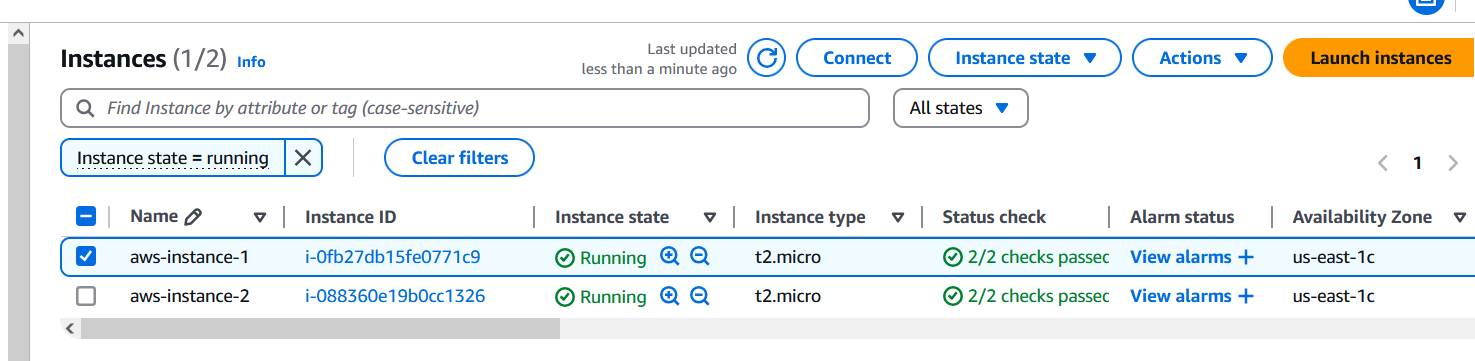 Instances (1/2) Info
Last updated
less than a minute ago
Connect
Instance state
Actions
Launch instances
Find Instance by attribute or tag (case-sensitive)
All states
Instance state = running
Clear filters
1
Name Instance ID Instance state Instance type Status check Alarm status Availability Zone
aws-instance-1 i-0fb27db15fe0771c9 Running t2.micro 2/2 checks passec View alarms + us-east-1c
aws-instance-2 i-088360e19b0cc1326 Running t2.micro 2/2 checks passec View alarms + us-east-1c